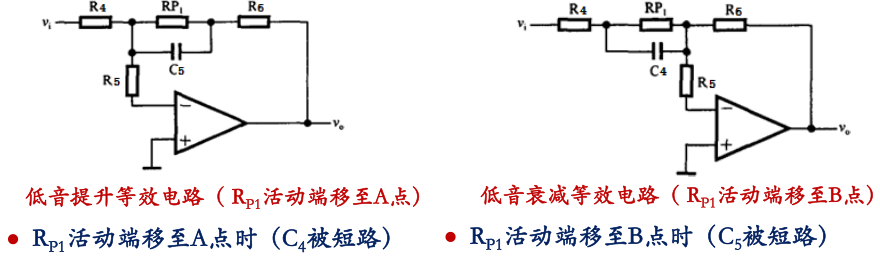 R4 RP₁ R6
vᵢ
C5
R5
−
+
vₒ
低音提升等效电路（R_P1活动端移至A点）
● R_P1活动端移至A点时（C₄被短路）
R4 RP₁ R6
vᵢ
C4
R5
−
+
vₒ
低音衰减等效电路（R_P1活动端移至B点）
● R_P1活动端移至B点时（C₅被短路）